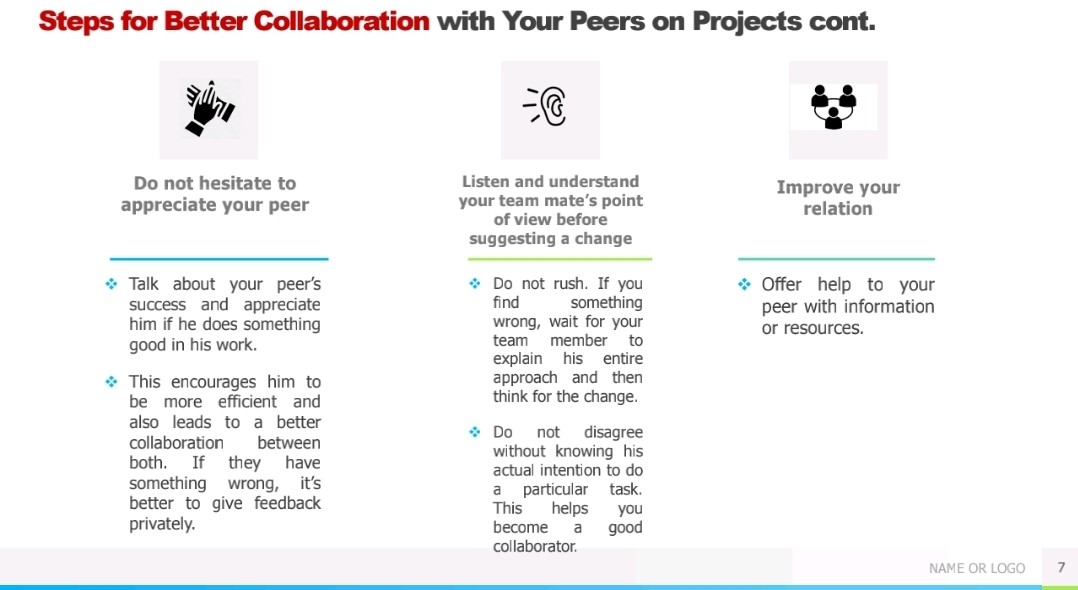 Steps for Better Collaboration with Your Peers on Projects cont.
Do not hesitate to
appreciate your peer
❖ Talk about your peer's
success and appreciate
him if he does something
good in his work.
❖ This encourages him to
be more efficient and
also leads to a better
collaboration between
both. If they have
something wrong, it's
better to give feedback
privately.
Listen and understand
your team mate's point
of view before
suggesting a change
❖ Do not rush. If you
find something
wrong, wait for your
team member to
explain his entire
approach and then
think for the change.
❖ Do not disagree
without knowing his
actual intention to do
a particular task.
This helps you
become a good
collaborator.
Improve your
relation
❖ Offer help to your
peer with information
or resources.
NAME OR LOGO 7